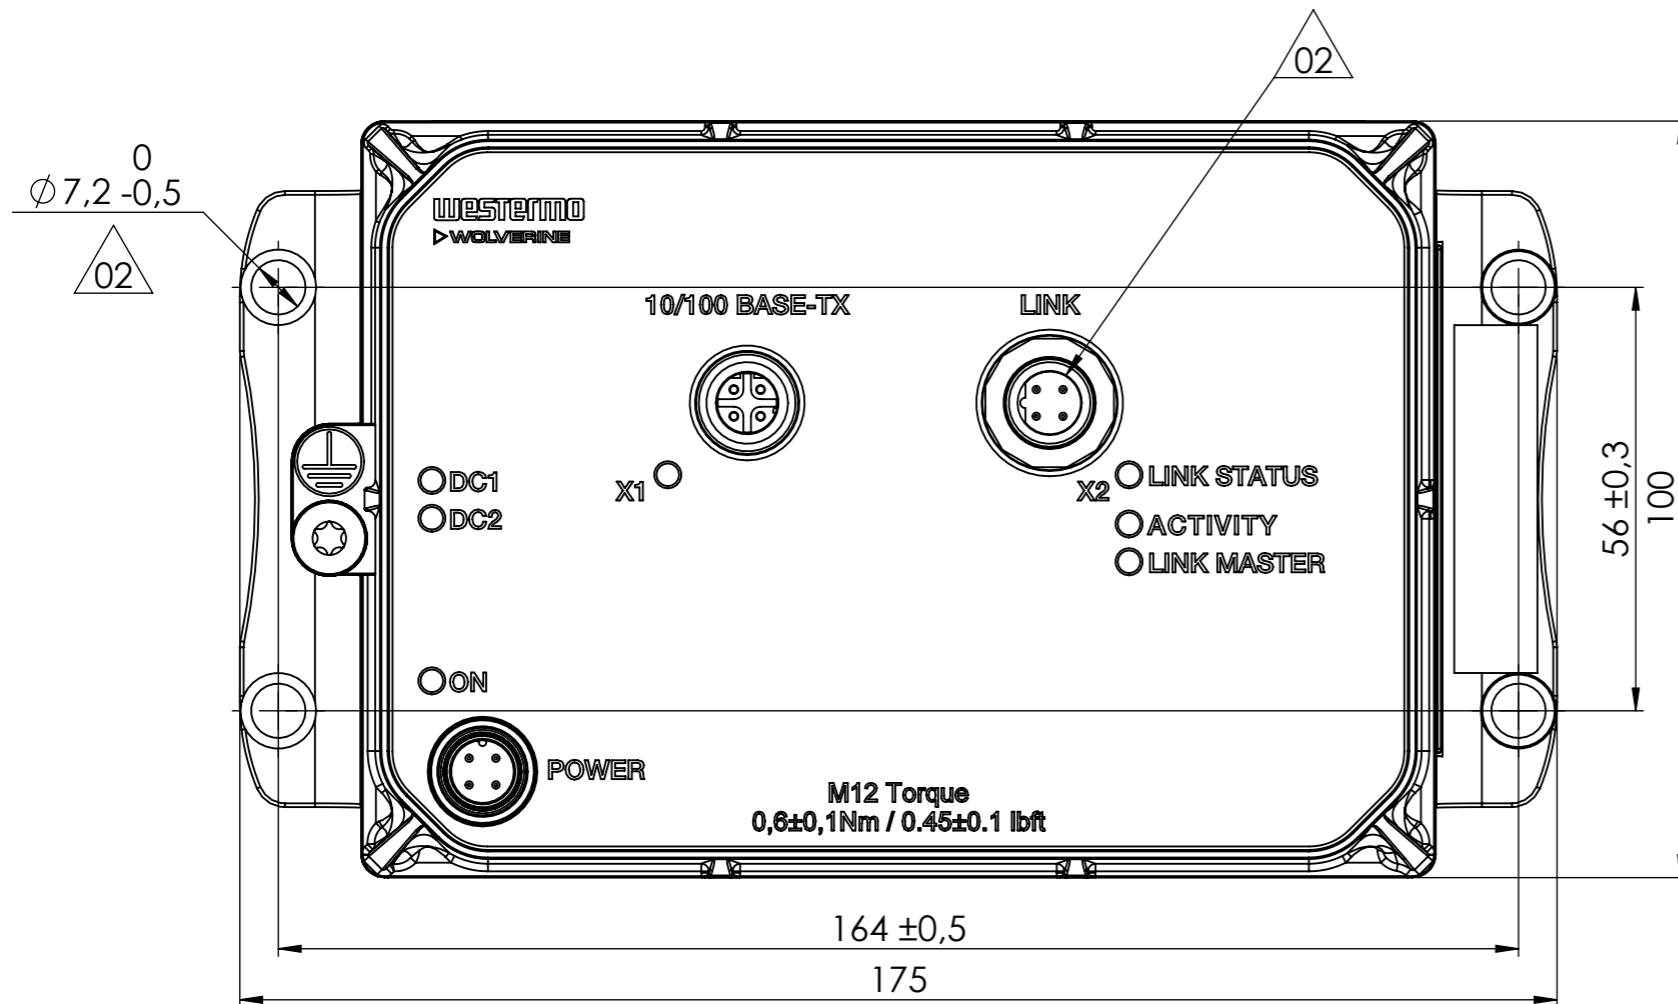 02
0
Ø7,2 -0,5
02
westermo
WOLVERINE
10/100 BASE-TX
LINK
DC1
DC2
X1
X2
LINK STATUS
ACTIVITY
LINK MASTER
56 ±0,3
100
ON
POWER
M12 Torque
0,6±0,1Nm / 0.45±0.1 lbft
164 ±0,5
175